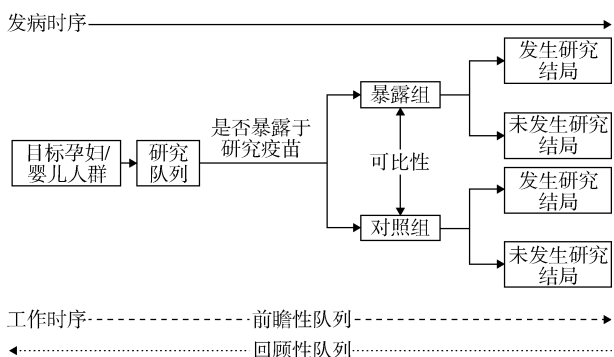 发病时序
目标孕妇/
婴儿人群
研究
队列
是否暴露于
研究疫苗
暴露组
可比性
对照组
发生研究
结局
未发生研究
结局
发生研究
结局
未发生研究
结局
工作时序
前瞻性队列
回顾性队列